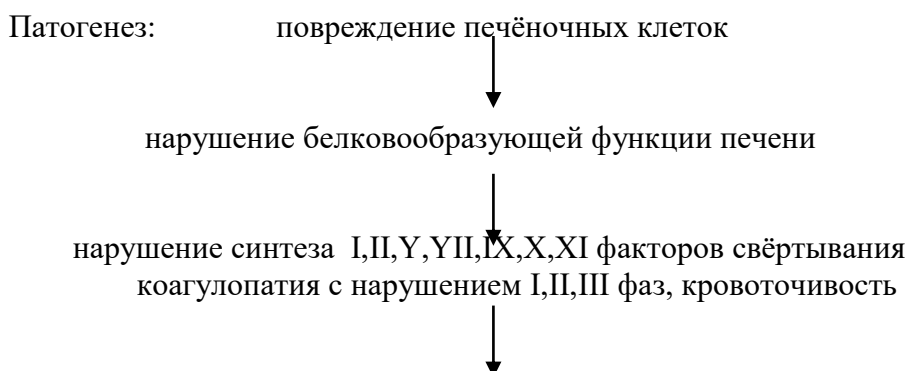 Патогенез: повреждение печёночных клеток
нарушение белковообразующей функции печени
нарушение синтеза I,II,Y,YII,IX,X,XI факторов свёртывания
коагулопатия с нарушением I,II,III фаз, кровоточивость